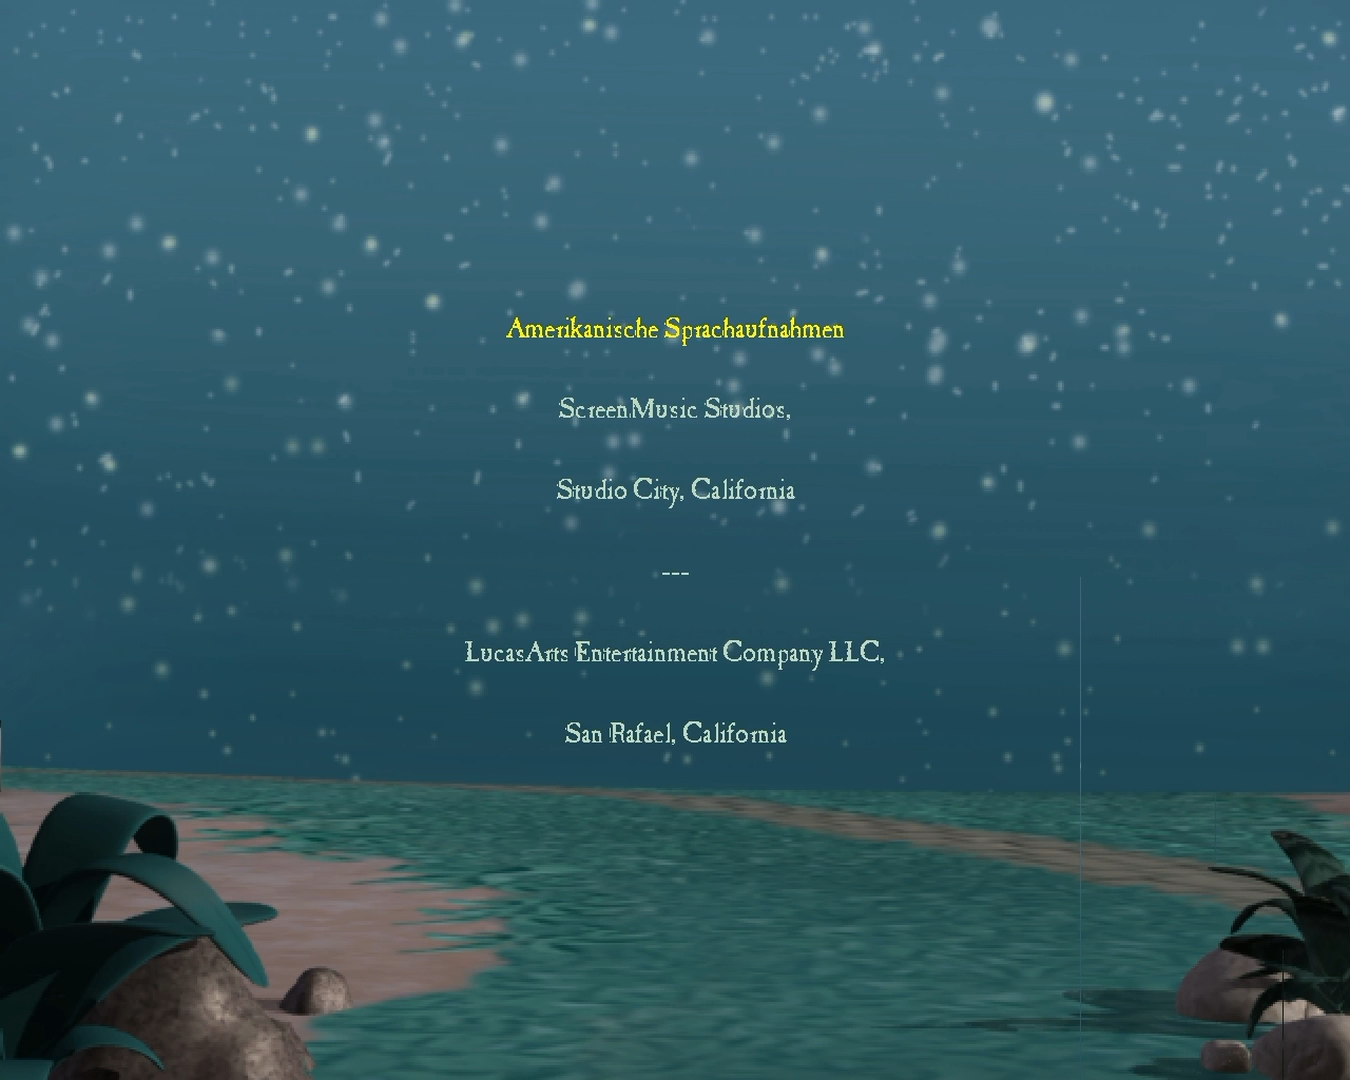 Amerikanische Sprachaufnahmen
ScreenMusic Studios,
Studio City, California
---
LucasArts Entertainment Company LLC,
San Rafael, California